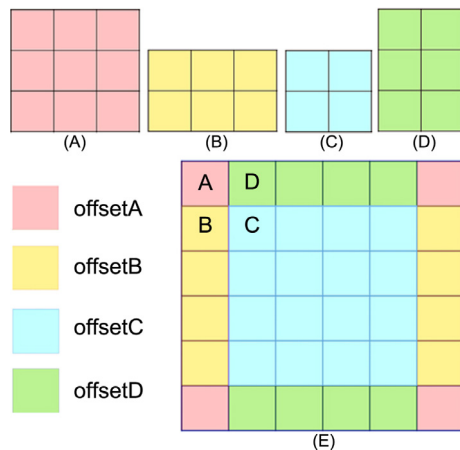 (A) (B) (C) (D)
A D
B C
offsetA
offsetB
offsetC
offsetD
(E)